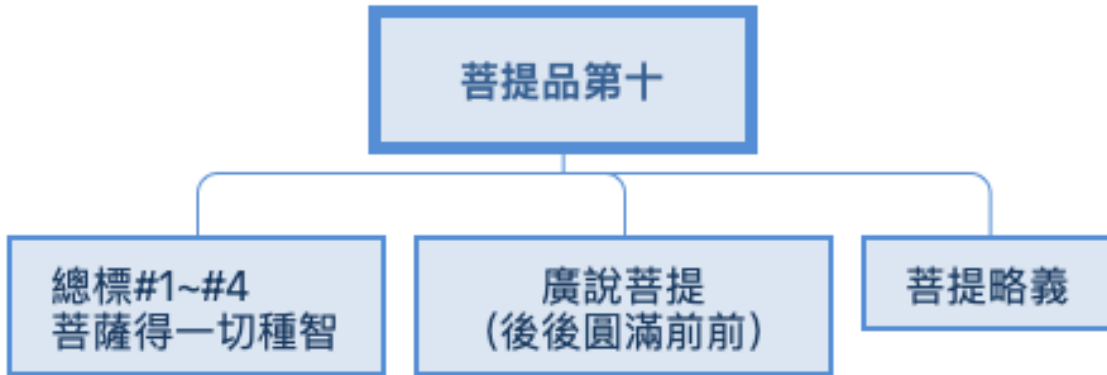 菩提品第十
總標#1~#4
菩薩得一切種智
廣說菩提
(後後圓滿前前)
菩提略義